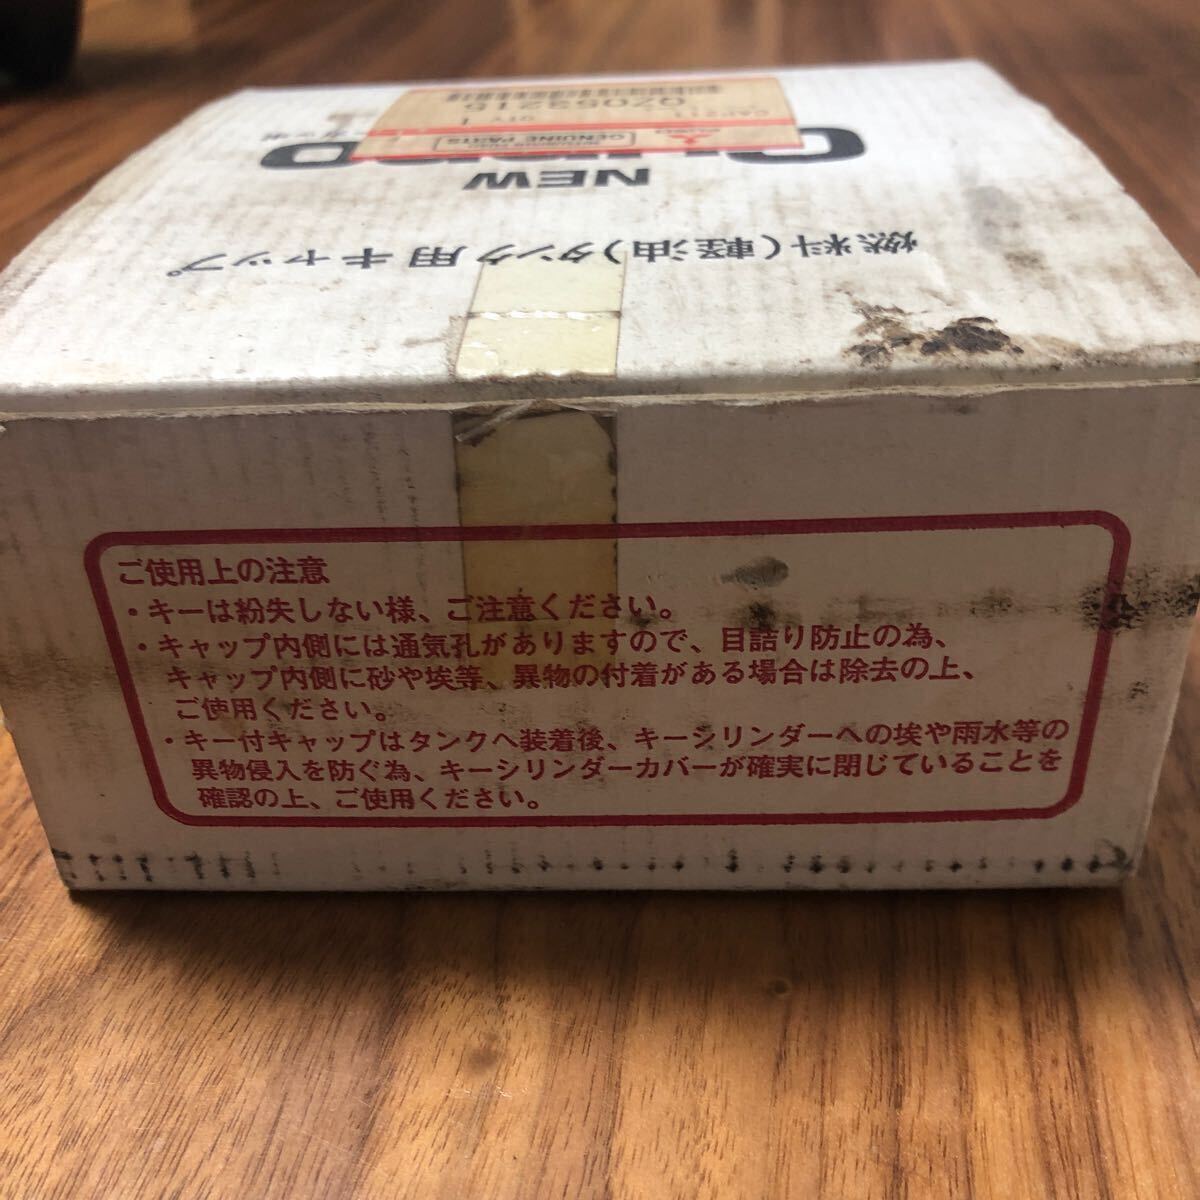 QZ053215
CAP211
QTY 1
FUSO
GENUINE PARTS
NEW
燃料(軽油)タンク用キャップ
ご使用上の注意
・キーは紛失しない様、ご注意ください。
・キャップ内側には通気孔がありますので、目詰り防止の為、
キャップ内側に砂や埃等、異物の付着がある場合は除去の上、
ご使用ください。
・キー付キャップはタンクへ装着後、キーシリンダーへの埃や雨水等の
異物侵入を防ぐ為、キーシリンダーカバーが確実に閉じていることを
確認の上、ご使用ください。